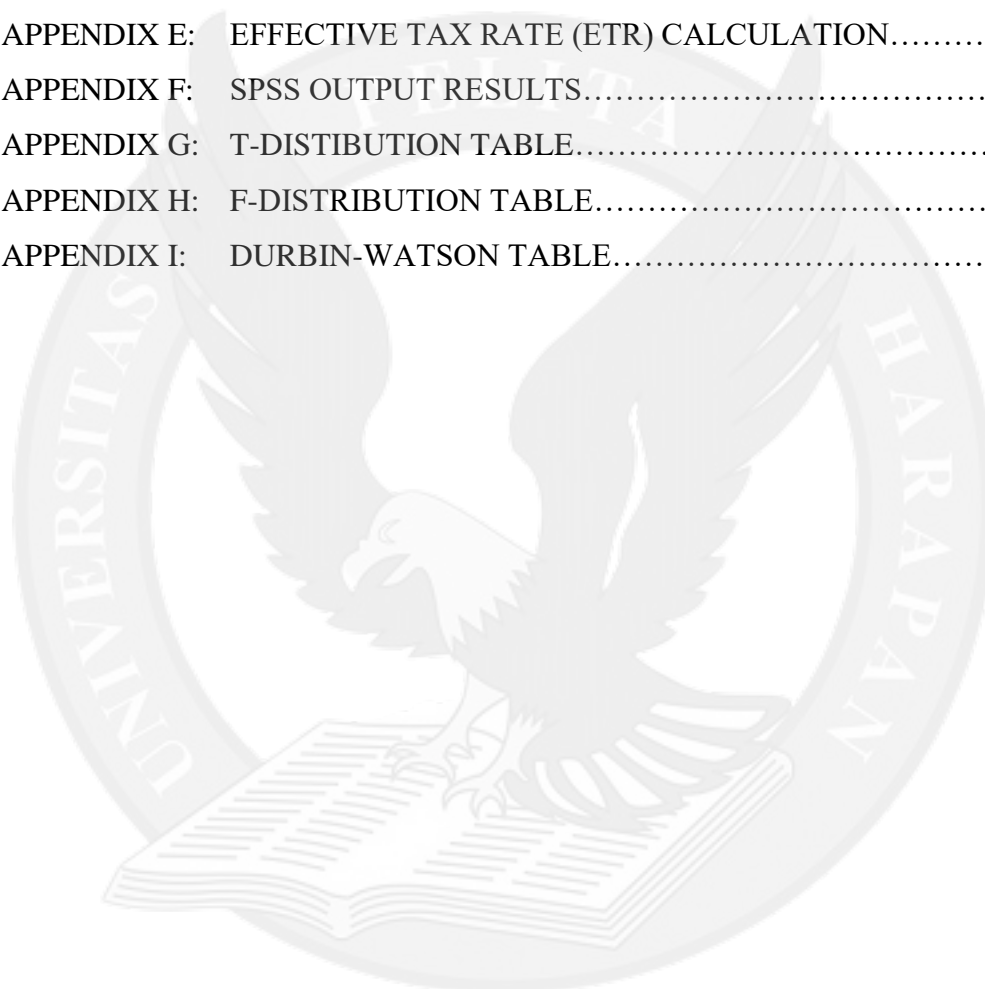 APPENDIX E: EFFECTIVE TAX RATE (ETR) CALCULATION………
APPENDIX F: SPSS OUTPUT RESULTS……………………………….
APPENDIX G: T-DISTIBUTION TABLE…………………………………
APPENDIX H: F-DISTRIBUTION TABLE……………………………….
APPENDIX I: DURBIN-WATSON TABLE………………………………
UNIVERSITAS PELITA HARAPAN